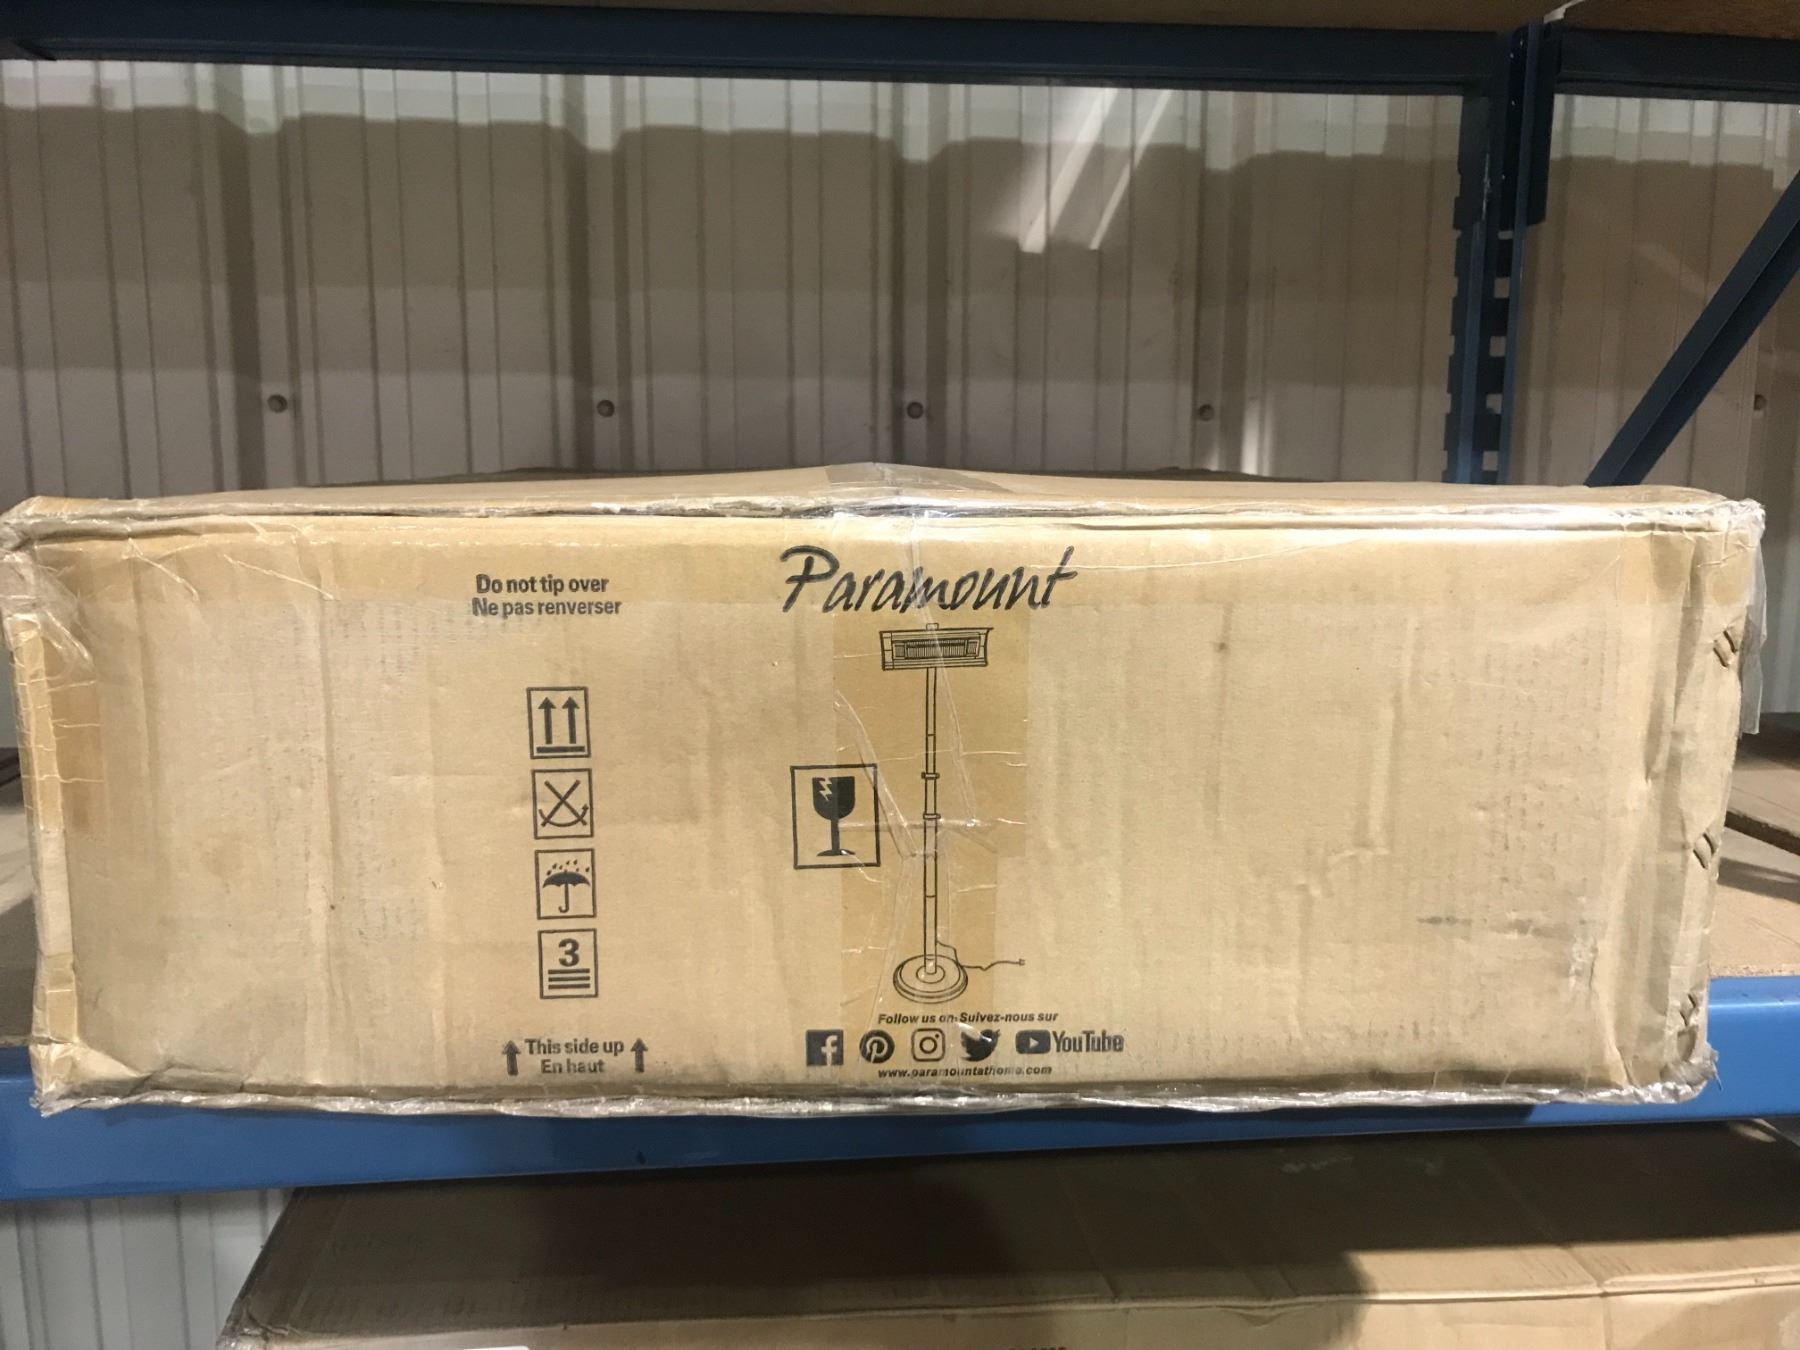 Do not tip over
Ne pas renverser
Paramount
3
Follow us on: Suivez-nous sur
YouTube
This side up
En haut
www.paramountathome.com